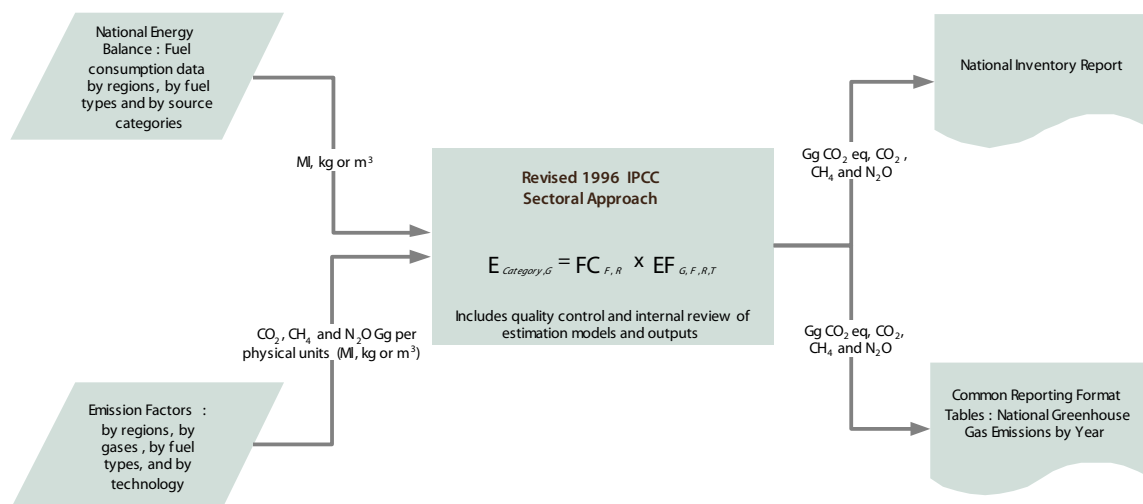 National Energy
Balance : Fuel
consumption data
by regions, by fuel
types and by source
categories
Ml, kg or m³
Emission Factors :
by regions, by
gases , by fuel
types, and by
technology
CO₂, CH₄ and N₂O Gg per
physical units (Ml, kg or m³)
Revised 1996 IPCC
Sectoral Approach
E Category,G = FC F, R x EF G, F, R,T
Includes quality control and internal review of
estimation models and outputs
Gg CO₂ eq, CO₂ ,
CH₄ and N₂O
National Inventory Report
Gg CO₂ eq, CO₂,
CH₄ and N₂O
Common Reporting Format
Tables : National Greenhouse
Gas Emissions by Year